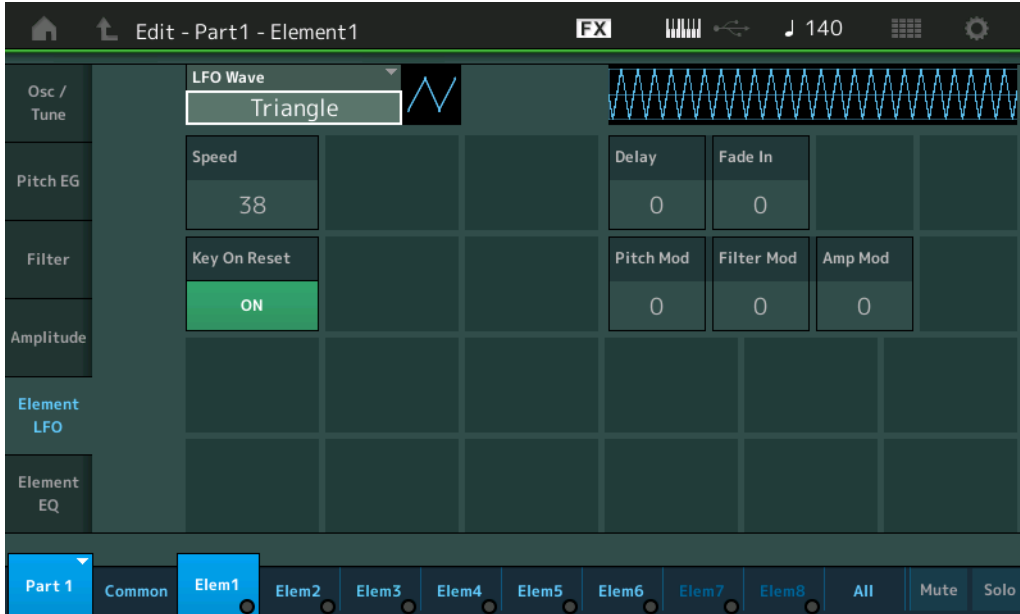 Edit - Part1 - Element1
FX
140
Osc /
Tune
Pitch EG
Filter
Amplitude
Element
LFO
Element
EQ
LFO Wave
Triangle
Speed
38
Delay
0
Fade In
0
Key On Reset
ON
Pitch Mod
0
Filter Mod
0
Amp Mod
0
Part 1
Common
Elem1
Elem2
Elem3
Elem4
Elem5
Elem6
Elem7
Elem8
All
Mute
Solo